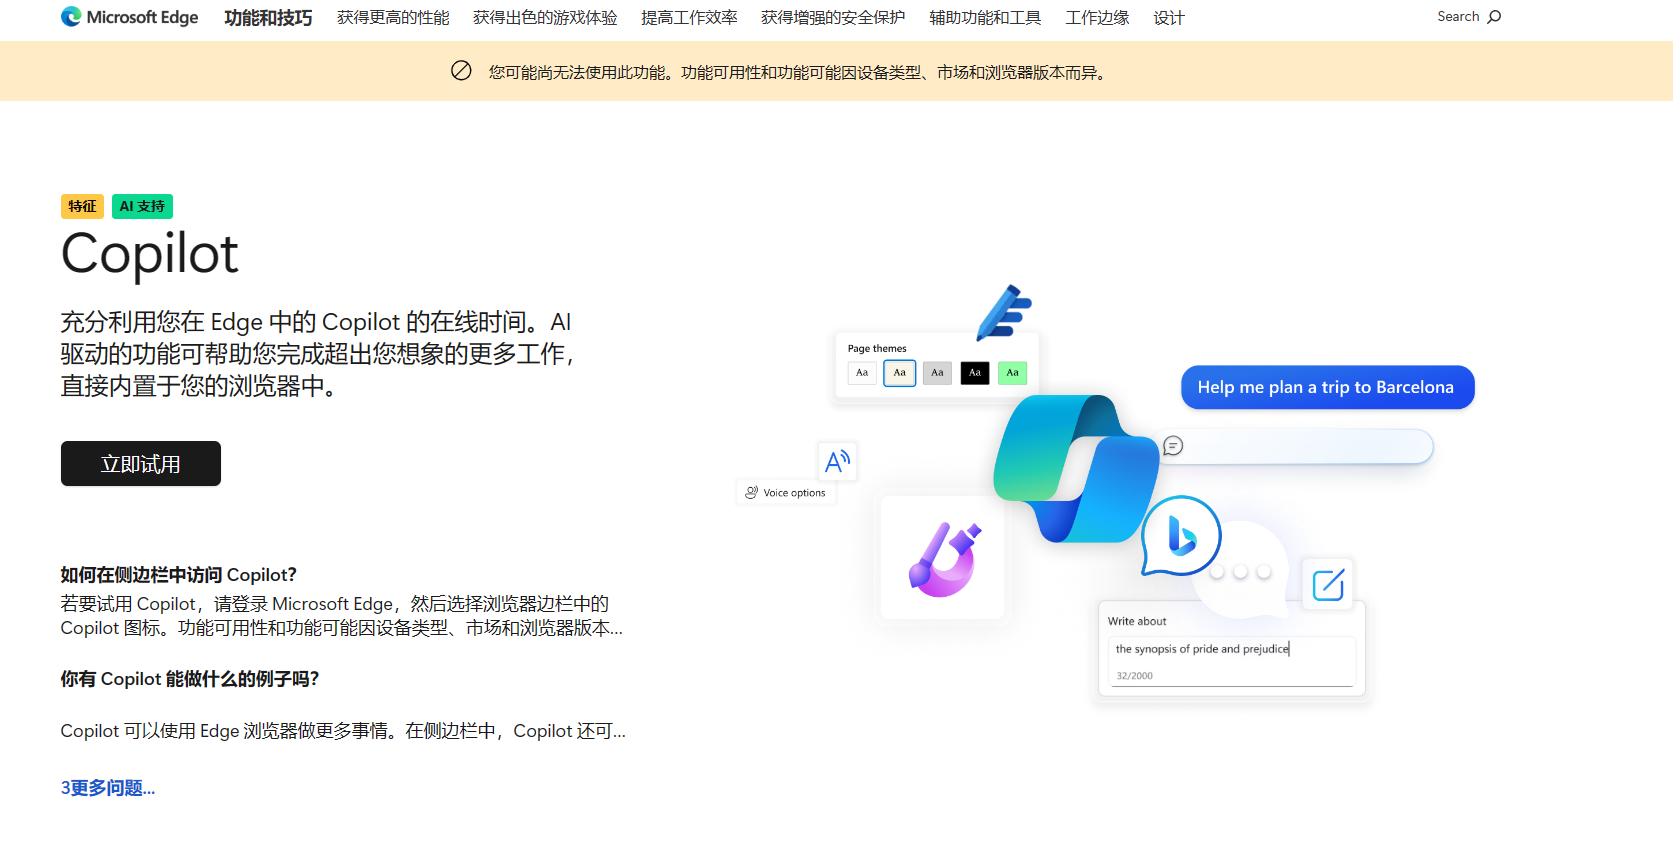 Microsoft Edge 功能和技巧 获得更高的性能 获得出色的游戏体验 提高工作效率 获得增强的安全保护 辅助功能和工具 工作边缘 设计 Search
您可能尚无法使用此功能。功能可用性和功能可能因设备类型、市场和浏览器版本而异。
特征 AI 支持
Copilot
充分利用您在 Edge 中的 Copilot 的在线时间。AI
驱动的功能可帮助您完成超出您想象的更多工作，
直接内置于您的浏览器中。
立即试用
如何在侧边栏中访问 Copilot？
若要试用 Copilot，请登录 Microsoft Edge，然后选择浏览器边栏中的
Copilot 图标。功能可用性和功能可能因设备类型、市场和浏览器版本...
你有 Copilot 能做什么的例子吗？
Copilot 可以使用 Edge 浏览器做更多事情。在侧边栏中，Copilot 还可...
3更多问题...
Page themes
Aa Aa Aa Aa Aa
Help me plan a trip to Barcelona
A
Voice options
Write about
the synopsis of pride and prejudice
32/2000